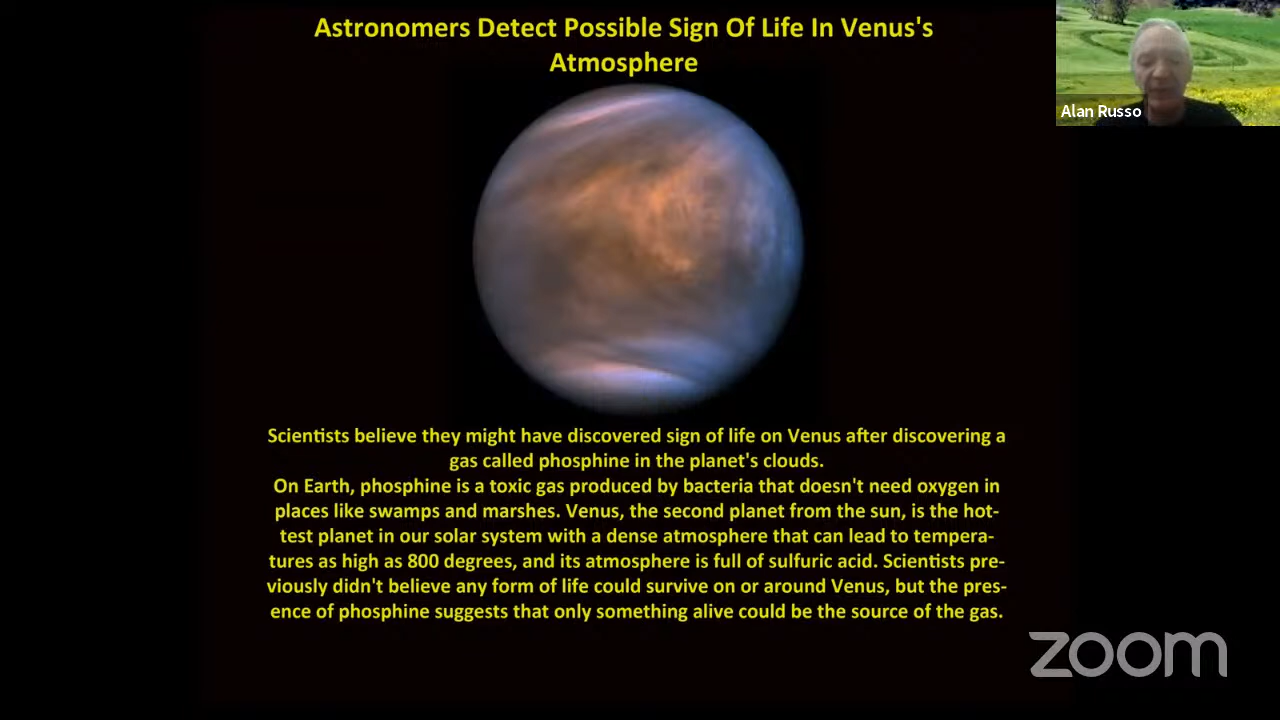 Astronomers Detect Possible Sign Of Life In Venus's
Atmosphere
Alan Russo
Scientists believe they might have discovered sign of life on Venus after discovering a
gas called phosphine in the planet's clouds.
On Earth, phosphine is a toxic gas produced by bacteria that doesn't need oxygen in
places like swamps and marshes. Venus, the second planet from the sun, is the hot-
test planet in our solar system with a dense atmosphere that can lead to tempera-
tures as high as 800 degrees, and its atmosphere is full of sulfuric acid. Scientists pre-
viously didn't believe any form of life could survive on or around Venus, but the pres-
ence of phosphine suggests that only something alive could be the source of the gas.
zoom